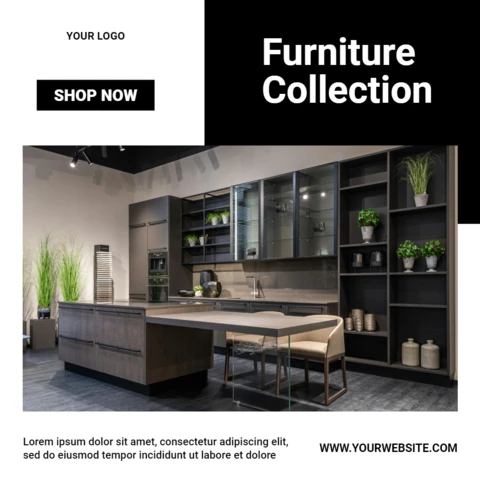 YOUR LOGO
SHOP NOW
Furniture
Collection
Lorem ipsum dolor sit amet, consectetur adipiscing elit,
sed do eiusmod tempor incididunt ut labore et dolore
WWW.YOURWEBSITE.COM